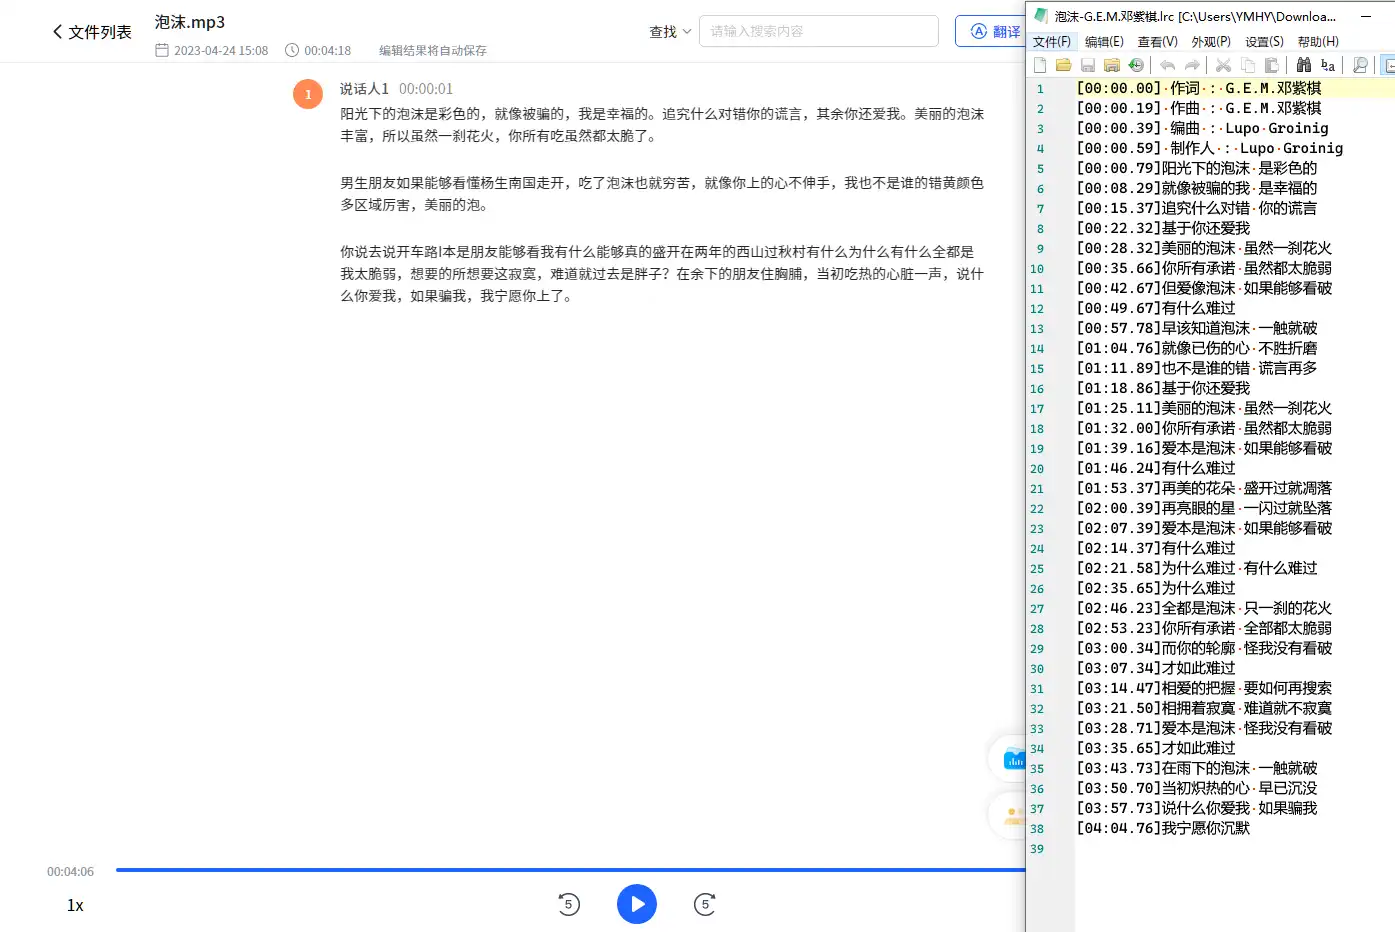 文件列表
泡沫.mp3
2023-04-24 15:08
00:04:18
编辑结果将自动保存
查找
请输入搜索内容
翻译
说话人1 00:00:01
1
阳光下的泡沫是彩色的，就像被骗的，我是幸福的。追究什么对错你的谎言，其余你还爱我。美丽的泡沫
丰富，所以虽然一刹花火，你所有吃虽然都太脆了。
男生朋友如果能够看懂杨生南国走开，吃了泡沫也就穷苦，就像你上的心不伸手，我也不是谁的错黄颜色
多区域厉害，美丽的泡。
你说去说开车路I本是朋友能够看我有什么能够真的盛开在两年的西山过秋村有什么为什么有什么全都是
我太脆弱，想要的所想要这寂寞，难道就过去是胖子？在余下的朋友住胸脯，当初吃热的心脏一声，说什
么你爱我，如果骗我，我宁愿你上了。
00:04:06
1x
5
5
泡沫-G.E.M.邓紫棋.lrc [C:\Users\YMHY\Downloa...
文件(F) 编辑(E) 查看(V) 外观(P) 设置(S) 帮助(H)
1 [00:00.00] 作词 : G.E.M.邓紫棋
2 [00:00.19] 作曲 : G.E.M.邓紫棋
3 [00:00.39] 编曲 : Lupo Groinig
4 [00:00.59] 制作人 : Lupo Groinig
5 [00:00.79]阳光下的泡沫 是彩色的
6 [00:08.29]就像被骗的我 是幸福的
7 [00:15.37]追究什么对错 你的谎言
8 [00:22.32]基于你还爱我
9 [00:28.32]美丽的泡沫 虽然一刹花火
10 [00:35.66]你所有承诺 虽然都太脆弱
11 [00:42.67]但爱像泡沫 如果能够看破
12 [00:49.67]有什么难过
13 [00:57.78]早该知道泡沫 一触就破
14 [01:04.76]就像已伤的心 不胜折磨
15 [01:11.89]也不是谁的错 谎言再多
16 [01:18.86]基于你还爱我
17 [01:25.11]美丽的泡沫 虽然一刹花火
18 [01:32.00]你所有承诺 虽然都太脆弱
19 [01:39.16]爱本是泡沫 如果能够看破
20 [01:46.24]有什么难过
21 [01:53.37]再美的花朵 盛开过就凋落
22 [02:00.39]再亮眼的星 一闪过就坠落
23 [02:07.39]爱本是泡沫 如果能够看破
24 [02:14.37]有什么难过
25 [02:21.58]为什么难过 有什么难过
26 [02:35.65]为什么难过
27 [02:46.23]全都是泡沫 只一刹的花火
28 [02:53.23]你所有承诺 全部都太脆弱
29 [03:00.34]而你的轮廓 怪我没有看破
30 [03:07.34]才如此难过
31 [03:14.47]相爱的把握 要如何再搜索
32 [03:21.50]相拥着寂寞 难道就不寂寞
33 [03:28.71]爱本是泡沫 怪我没有看破
34 [03:35.65]才如此难过
35 [03:43.73]在雨下的泡沫 一触就破
36 [03:50.70]当初炽热的心 早已沉没
37 [03:57.73]说什么你爱我 如果骗我
38 [04:04.76]我宁愿你沉默
39